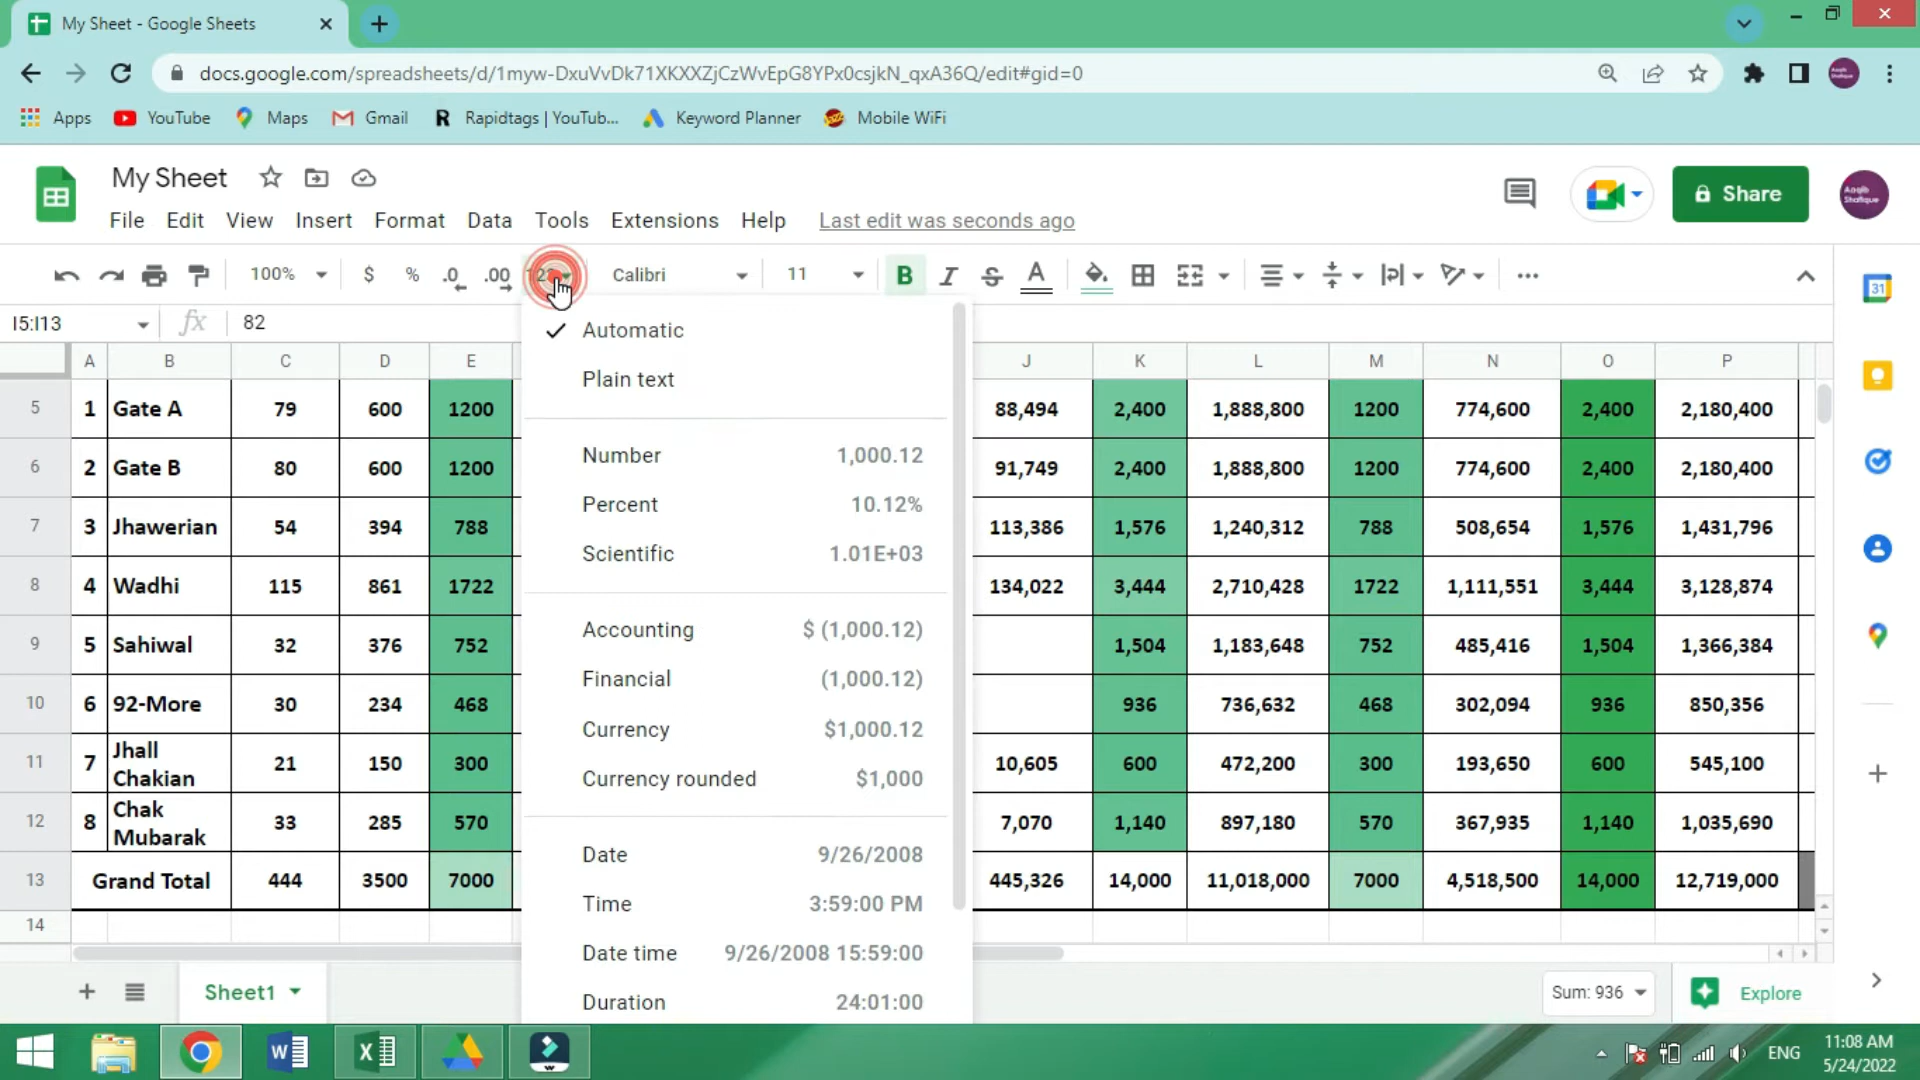 My Sheet - Google Sheets
docs.google.com/spreadsheets/d/1myw-DxuVvDk71XKXXZjCzWvEpG8YPx0csjkN_qxA36Q/edit#gid=0
Apps YouTube Maps Gmail Rapidtags | YouTub... Keyword Planner Mobile WiFi
My Sheet
Share
Aaqib Shafique
File Edit View Insert Format Data Tools Extensions Help Last edit was seconds ago
100% $ % .0 .00 Calibri 11 B I S A
31
I5:I13 fx 82
A B C D E J K L M N O P
5 1 Gate A 79 600 1200 88,494 2,400 1,888,800 1200 774,600 2,400 2,180,400
6 2 Gate B 80 600 1200 91,749 2,400 1,888,800 1200 774,600 2,400 2,180,400
7 3 Jhawerian 54 394 788 113,386 1,576 1,240,312 788 508,654 1,576 1,431,796
8 4 Wadhi 115 861 1722 134,022 3,444 2,710,428 1722 1,111,551 3,444 3,128,874
9 5 Sahiwal 32 376 752 1,504 1,183,648 752 485,416 1,504 1,366,384
10 6 92-More 30 234 468 936 736,632 468 302,094 936 850,356
11 7 Jhall Chakian 21 150 300 10,605 600 472,200 300 193,650 600 545,100
12 8 Chak Mubarak 33 285 570 7,070 1,140 897,180 570 367,935 1,140 1,035,690
13 Grand Total 444 3500 7000 445,326 14,000 11,018,000 7000 4,518,500 14,000 12,719,000
14
Automatic
Plain text
Number 1,000.12
Percent 10.12%
Scientific 1.01E+03
Accounting $ (1,000.12)
Financial (1,000.12)
Currency $1,000.12
Currency rounded $1,000
Date 9/26/2008
Time 3:59:00 PM
Date time 9/26/2008 15:59:00
Duration 24:01:00
Sheet1 Sum: 936 Explore
ENG 11:08 AM
5/24/2022